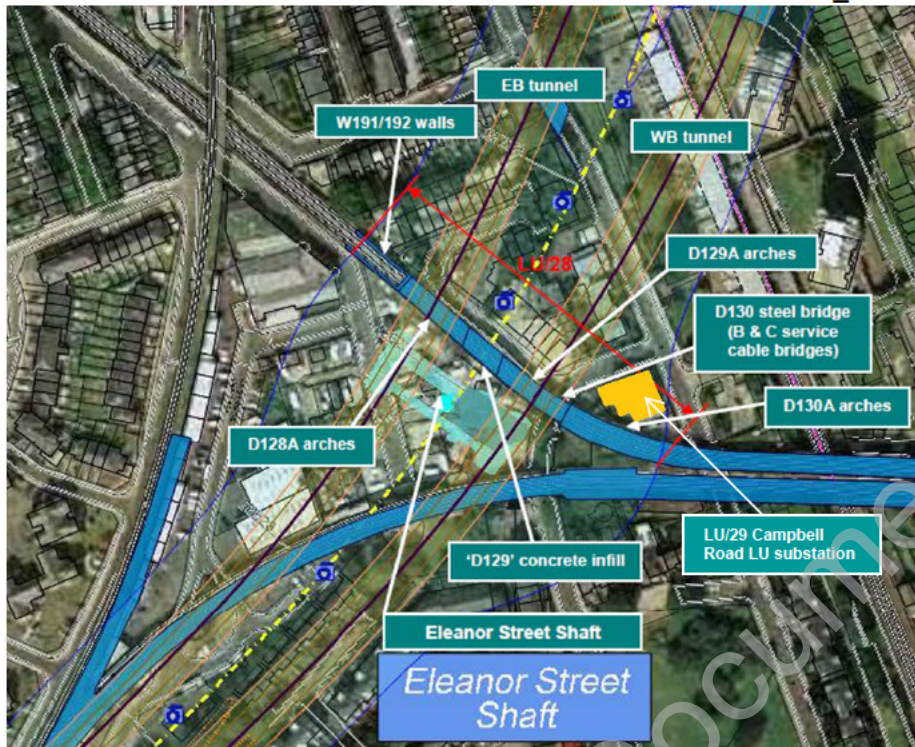 EB tunnel
W191/192 walls
WB tunnel
LU/28
D129A arches
D130 steel bridge
(B & C service
cable bridges)
D130A arches
D128A arches
LU/29 Campbell
Road LU substation
'D129' concrete infill
Eleanor Street Shaft
Eleanor Street
Shaft
ocume